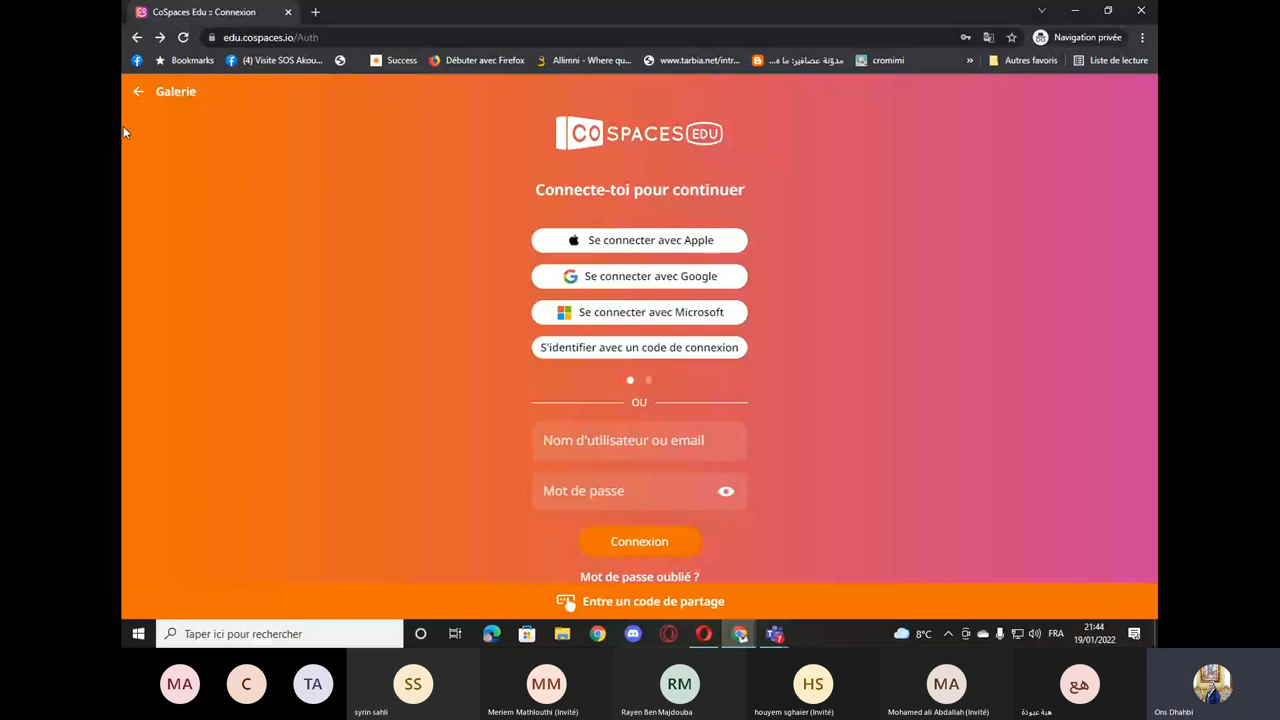 CoSpaces Edu :: Connexion
edu.cospaces.io/Auth
Navigation privée
Bookmarks
(4) Visite SOS Akou...
Success
Débuter avec Firefox
Allimni - Where qu...
www.tarbia.net/intr...
مدوّنة عصافير: ما ه...
cromimi
»
Autres favoris
Liste de lecture
Galerie
CO SPACES EDU
Connecte-toi pour continuer
Se connecter avec Apple
Se connecter avec Google
Se connecter avec Microsoft
S'identifier avec un code de connexion
OU
Nom d'utilisateur ou email
Mot de passe
Connexion
Mot de passe oublié ?
Entre un code de partage
Taper ici pour rechercher
7
8°C
FRA
21:44
19/01/2022
MA
C
TA
SS
MM
RM
HS
MA
هع
syrin sahli
Meriem Mathlouthi (Invité)
Rayen Ben Majdouba
houyem sghaier (Invité)
Mohamed ali Abdallah (Invité)
هبة عبودة
Ons Dhahbi